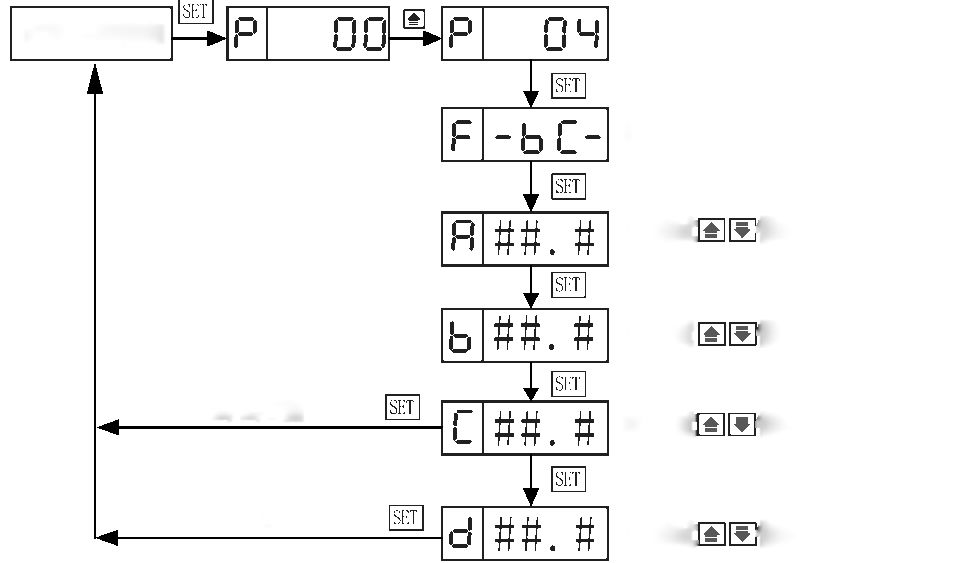 SET
P 00
P 04
SET
F -bC-
SET
A ##.#
SET
b ##.#
SET
SET
C ##.#
SET
SET
d ##.#